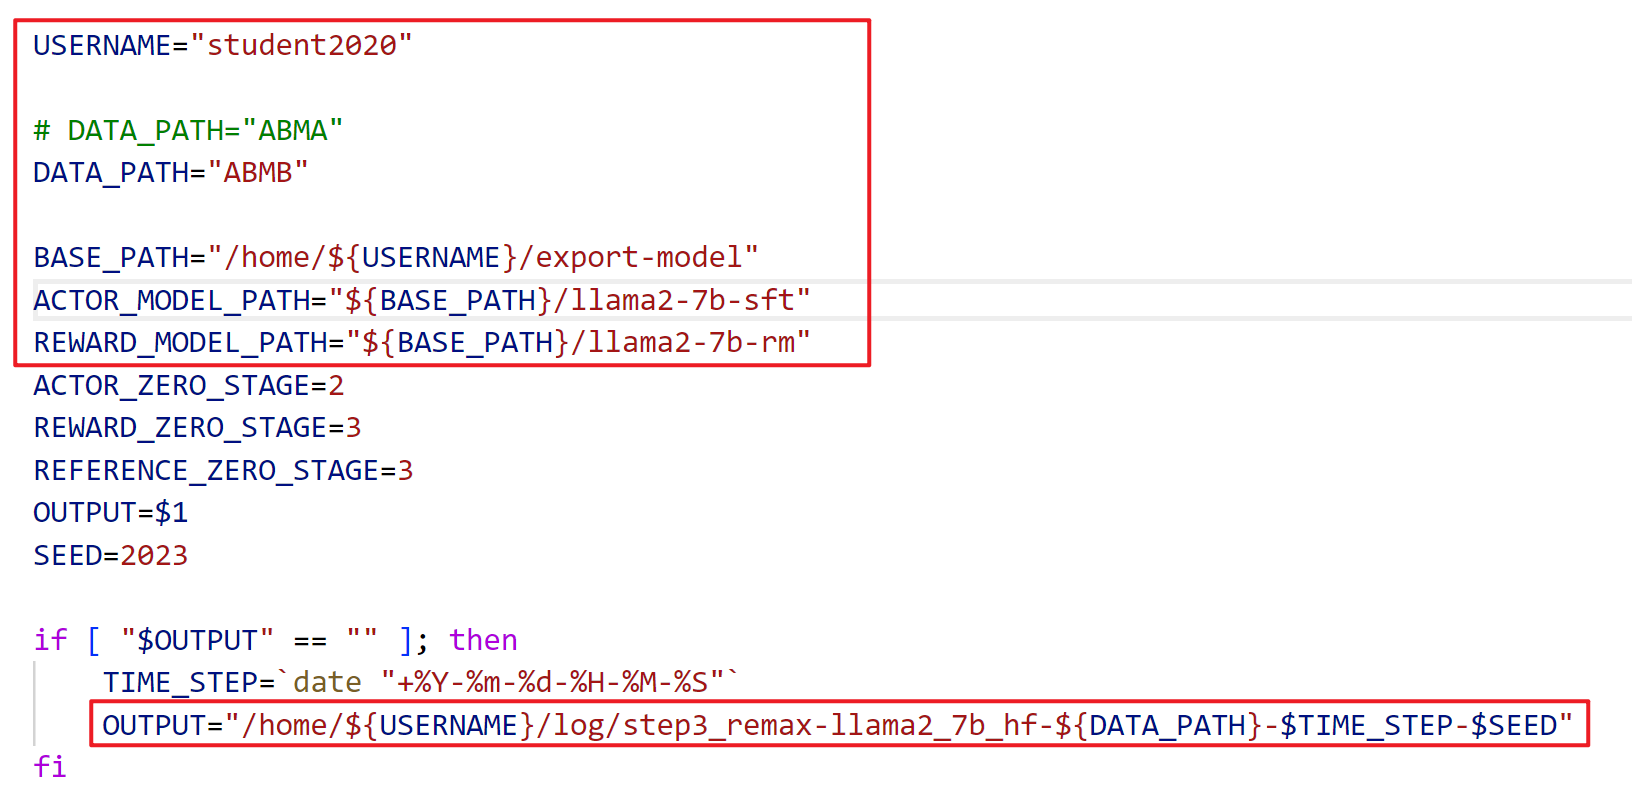 USERNAME="student2020"
# DATA_PATH="ABMA"
DATA_PATH="ABMB"
BASE_PATH="/home/${USERNAME}/export-model"
ACTOR_MODEL_PATH="${BASE_PATH}/llama2-7b-sft"
REWARD_MODEL_PATH="${BASE_PATH}/llama2-7b-rm"
ACTOR_ZERO_STAGE=2
REWARD_ZERO_STAGE=3
REFERENCE_ZERO_STAGE=3
OUTPUT=$1
SEED=2023
if [ "$OUTPUT" == "" ]; then
    TIME_STEP=`date "+%Y-%m-%d-%H-%M-%S"`
    OUTPUT="/home/${USERNAME}/log/step3_remax-llama2_7b_hf-${DATA_PATH}-$TIME_STEP-$SEED"
fi